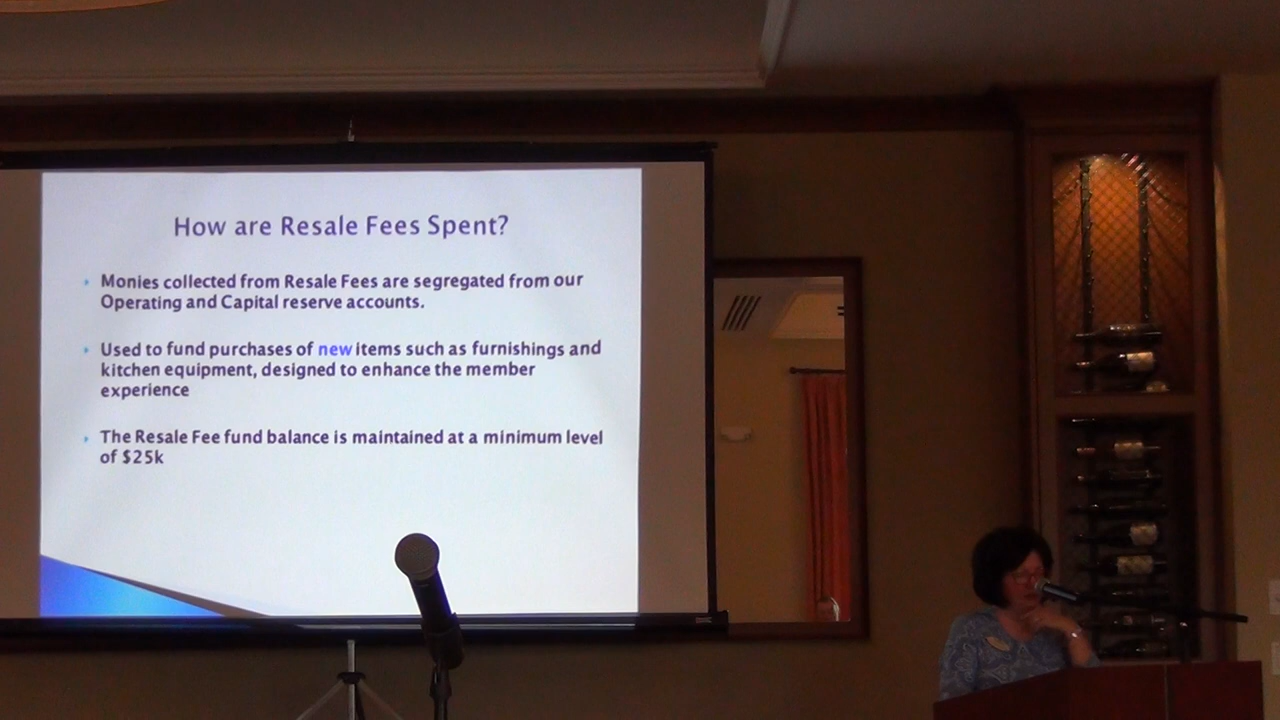 How are Resale Fees Spent?
Monies collected from Resale Fees are segregated from our
Operating and Capital reserve accounts.
Used to fund purchases of new items such as furnishings and
kitchen equipment, designed to enhance the member
experience
The Resale Fee fund balance is maintained at a minimum level
of $25k